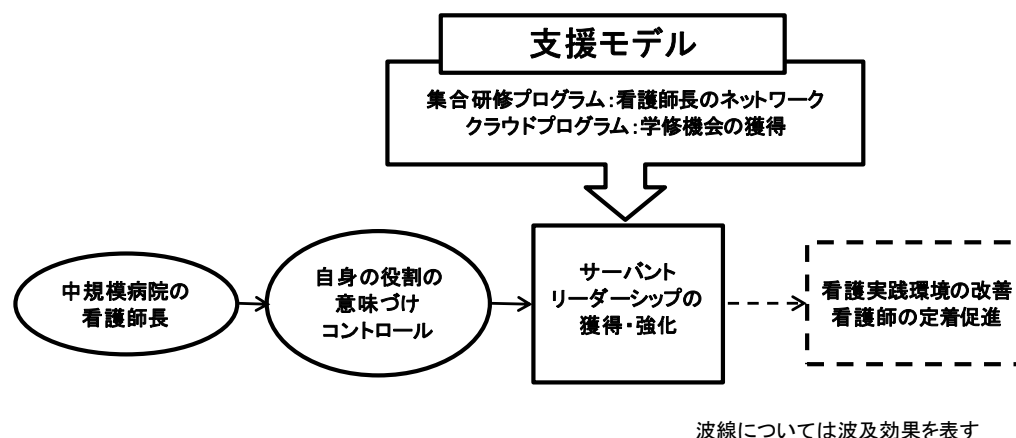 支援モデル
集合研修プログラム：看護師長のネットワーク
クラウドプログラム：学修機会の獲得
中規模病院の
看護師長
自身の役割の
意味づけ
コントロール
サーバント
リーダーシップの
獲得・強化
看護実践環境の改善
看護師の定着促進
波線については波及効果を表す